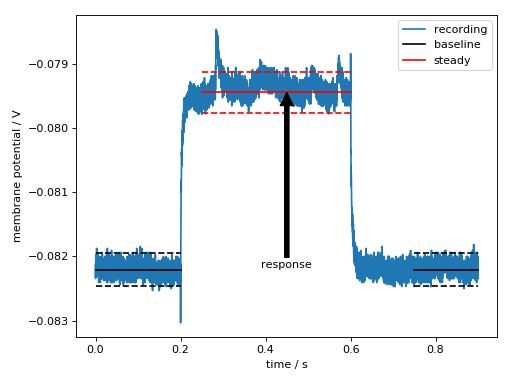 recording
baseline
steady
−0.079
−0.080
−0.081
−0.082
−0.083
membrane potential / V
response
0.0 0.2 0.4 0.6 0.8
time / s